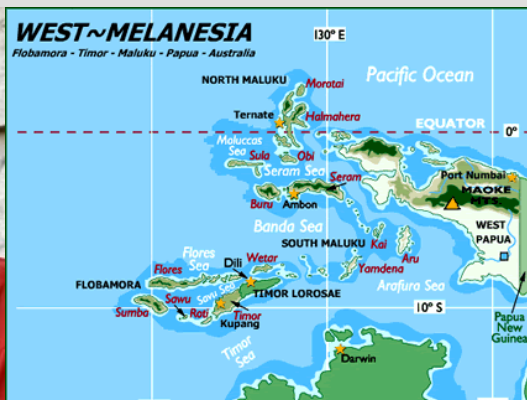 WEST~MELANESIA
Flobamora - Timor - Maluku - Papua - Australia
130° E
Pacific Ocean
NORTH MALUKU
Morotai
Ternate
Halmahera
EQUATOR
0°
Moluccas
Sea
Sula
Obi
Seram Sea
Seram
Port Numbai
MAOKE
MTS
Buru
Ambon
Banda Sea
WEST
PAPUA
SOUTH MALUKU
Kai
Aru
Flores
Sea
Dili
Wetar
Yamdena
Flores
Arafura Sea
FLOBAMORA
Savu Sea
TIMOR LOROSAE
10° S
Sawu
Sumba
Roti
Timor
Kupang
Papua
New
Guinea
Timor
Sea
Darwin